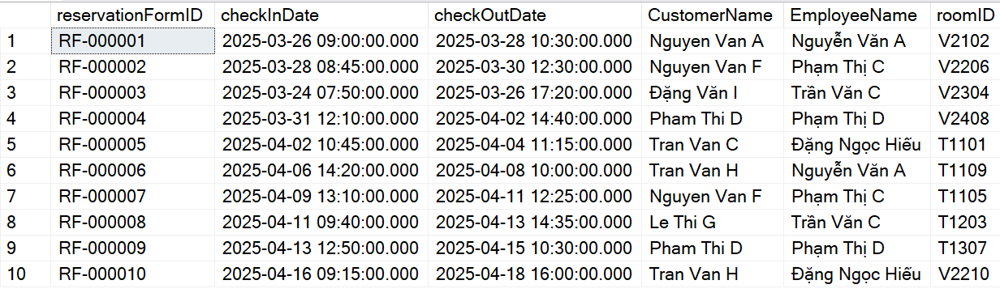 reservationFormID checkInDate checkOutDate CustomerName EmployeeName roomID
1 RF-000001 2025-03-26 09:00:00.000 2025-03-28 10:30:00.000 Nguyen Van A Nguyễn Văn A V2102
2 RF-000002 2025-03-28 08:45:00.000 2025-03-30 12:30:00.000 Nguyen Van F Phạm Thị C V2206
3 RF-000003 2025-03-24 07:50:00.000 2025-03-26 17:20:00.000 Đặng Văn I Trần Văn C V2304
4 RF-000004 2025-03-31 12:10:00.000 2025-04-02 14:40:00.000 Pham Thi D Phạm Thị D V2408
5 RF-000005 2025-04-02 10:45:00.000 2025-04-04 11:15:00.000 Tran Van C Đặng Ngọc Hiếu T1101
6 RF-000006 2025-04-06 14:20:00.000 2025-04-08 10:00:00.000 Tran Van H Nguyễn Văn A T1109
7 RF-000007 2025-04-09 13:10:00.000 2025-04-11 12:25:00.000 Nguyen Van F Phạm Thị C T1105
8 RF-000008 2025-04-11 09:40:00.000 2025-04-13 14:35:00.000 Le Thi G Trần Văn C T1203
9 RF-000009 2025-04-13 12:50:00.000 2025-04-15 10:30:00.000 Pham Thi D Phạm Thị D T1307
10 RF-000010 2025-04-16 09:15:00.000 2025-04-18 16:00:00.000 Tran Van H Đặng Ngọc Hiếu V2210